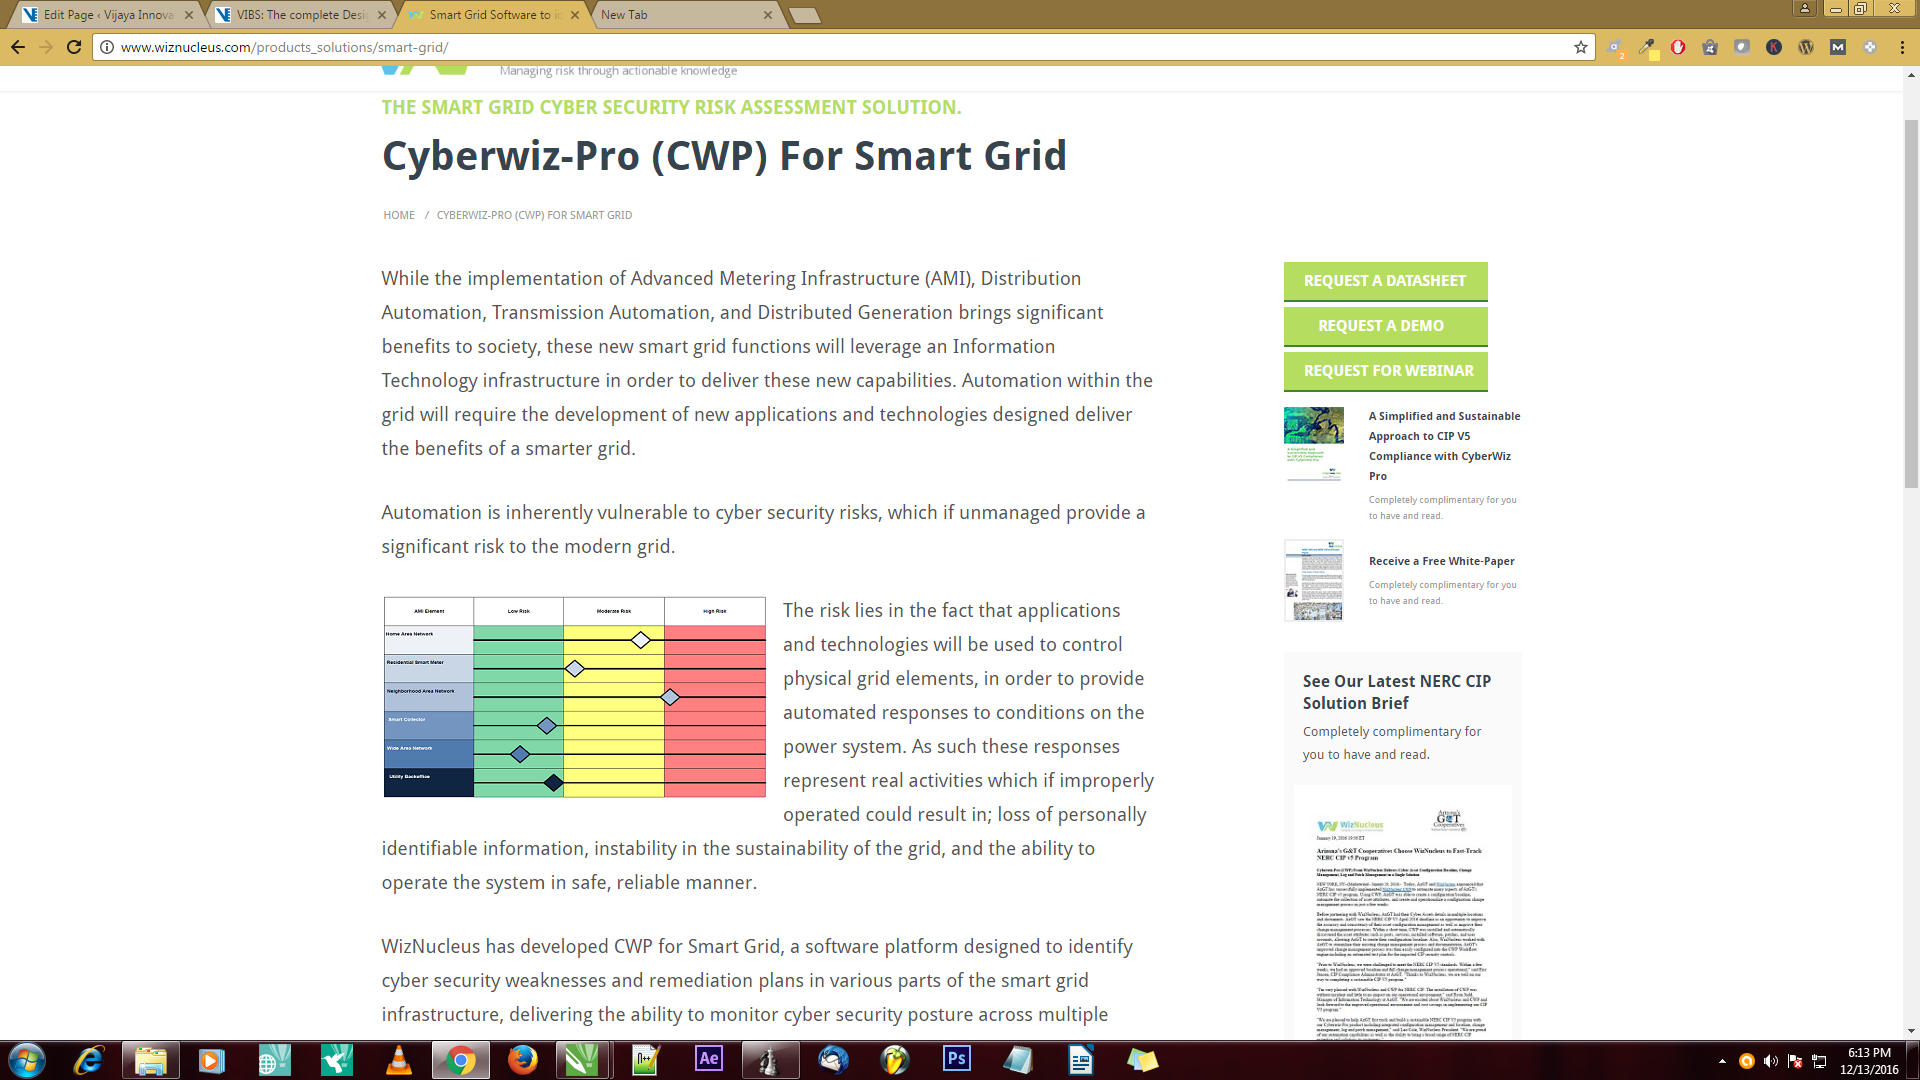 Edit Page ‹ Vijaya Innova
VIBS: The complete Desi
Smart Grid Software to i
New Tab
www.wiznucleus.com/products_solutions/smart-grid/
2
Managing risk through actionable knowledge
THE SMART GRID CYBER SECURITY RISK ASSESSMENT SOLUTION.
Cyberwiz-Pro (CWP) For Smart Grid
HOME / CYBERWIZ-PRO (CWP) FOR SMART GRID
While the implementation of Advanced Metering Infrastructure (AMI), Distribution
Automation, Transmission Automation, and Distributed Generation brings significant
benefits to society, these new smart grid functions will leverage an Information
Technology infrastructure in order to deliver these new capabilities. Automation within the
grid will require the development of new applications and technologies designed deliver
the benefits of a smarter grid.
Automation is inherently vulnerable to cyber security risks, which if unmanaged provide a
significant risk to the modern grid.
AMI Element Low Risk Moderate Risk High Risk
Home Area Network
Residential Smart Meter
Neighborhood Area Network
Smart Collector
Wide Area Network
Utility Backoffice
The risk lies in the fact that applications
and technologies will be used to control
physical grid elements, in order to provide
automated responses to conditions on the
power system. As such these responses
represent real activities which if improperly
operated could result in; loss of personally
identifiable information, instability in the sustainability of the grid, and the ability to
operate the system in safe, reliable manner.
WizNucleus has developed CWP for Smart Grid, a software platform designed to identify
cyber security weaknesses and remediation plans in various parts of the smart grid
infrastructure, delivering the ability to monitor cyber security posture across multiple
REQUEST A DATASHEET
REQUEST A DEMO
REQUEST FOR WEBINAR
A Simplified and Sustainable
Approach to CIP V5
Compliance with CyberWiz
Pro
Completely complimentary for you
to have and read.
Receive a Free White-Paper
Completely complimentary for you
to have and read.
See Our Latest NERC CIP
Solution Brief
Completely complimentary for
you to have and read.
WizNucleus
Arizona's
G&T
Cooperatives
January 19, 2016 19:36 ET
Arizona's G&T Cooperatives Choose WizNucleus to Fast-Track
NERC CIP v5 Program
Ae
Ps
6:13 PM
12/13/2016